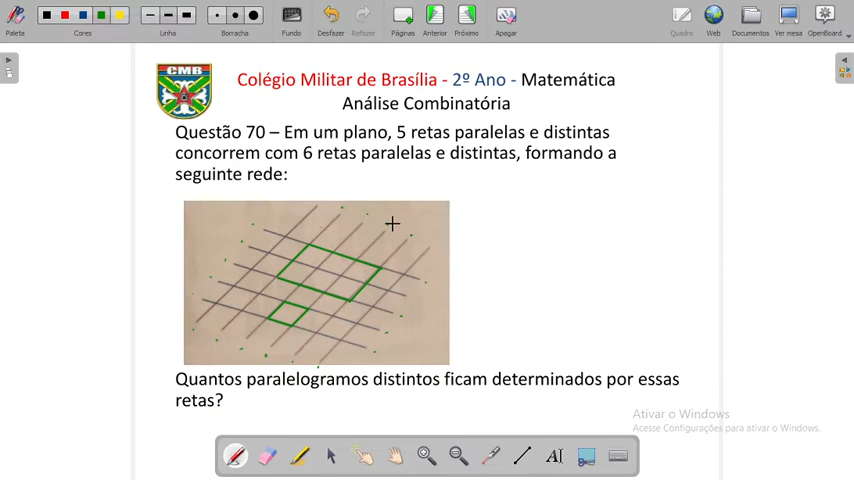 Paleta
Cores
Linha
Borracha
Fundo
Desfazer
Refazer
Páginas
Anterior
Próximo
Apagar
Quadro
Web
Documentos
Ver mesa
OpenBoard
CMB
Colégio Militar de Brasília - 2º Ano - Matemática
Análise Combinatória
Questão 70 – Em um plano, 5 retas paralelas e distintas
concorrem com 6 retas paralelas e distintas, formando a
seguinte rede:
Quantos paralelogramos distintos ficam determinados por essas
retas?
Ativar o Windows
Acesse Configurações para ativar o Windows.
AI